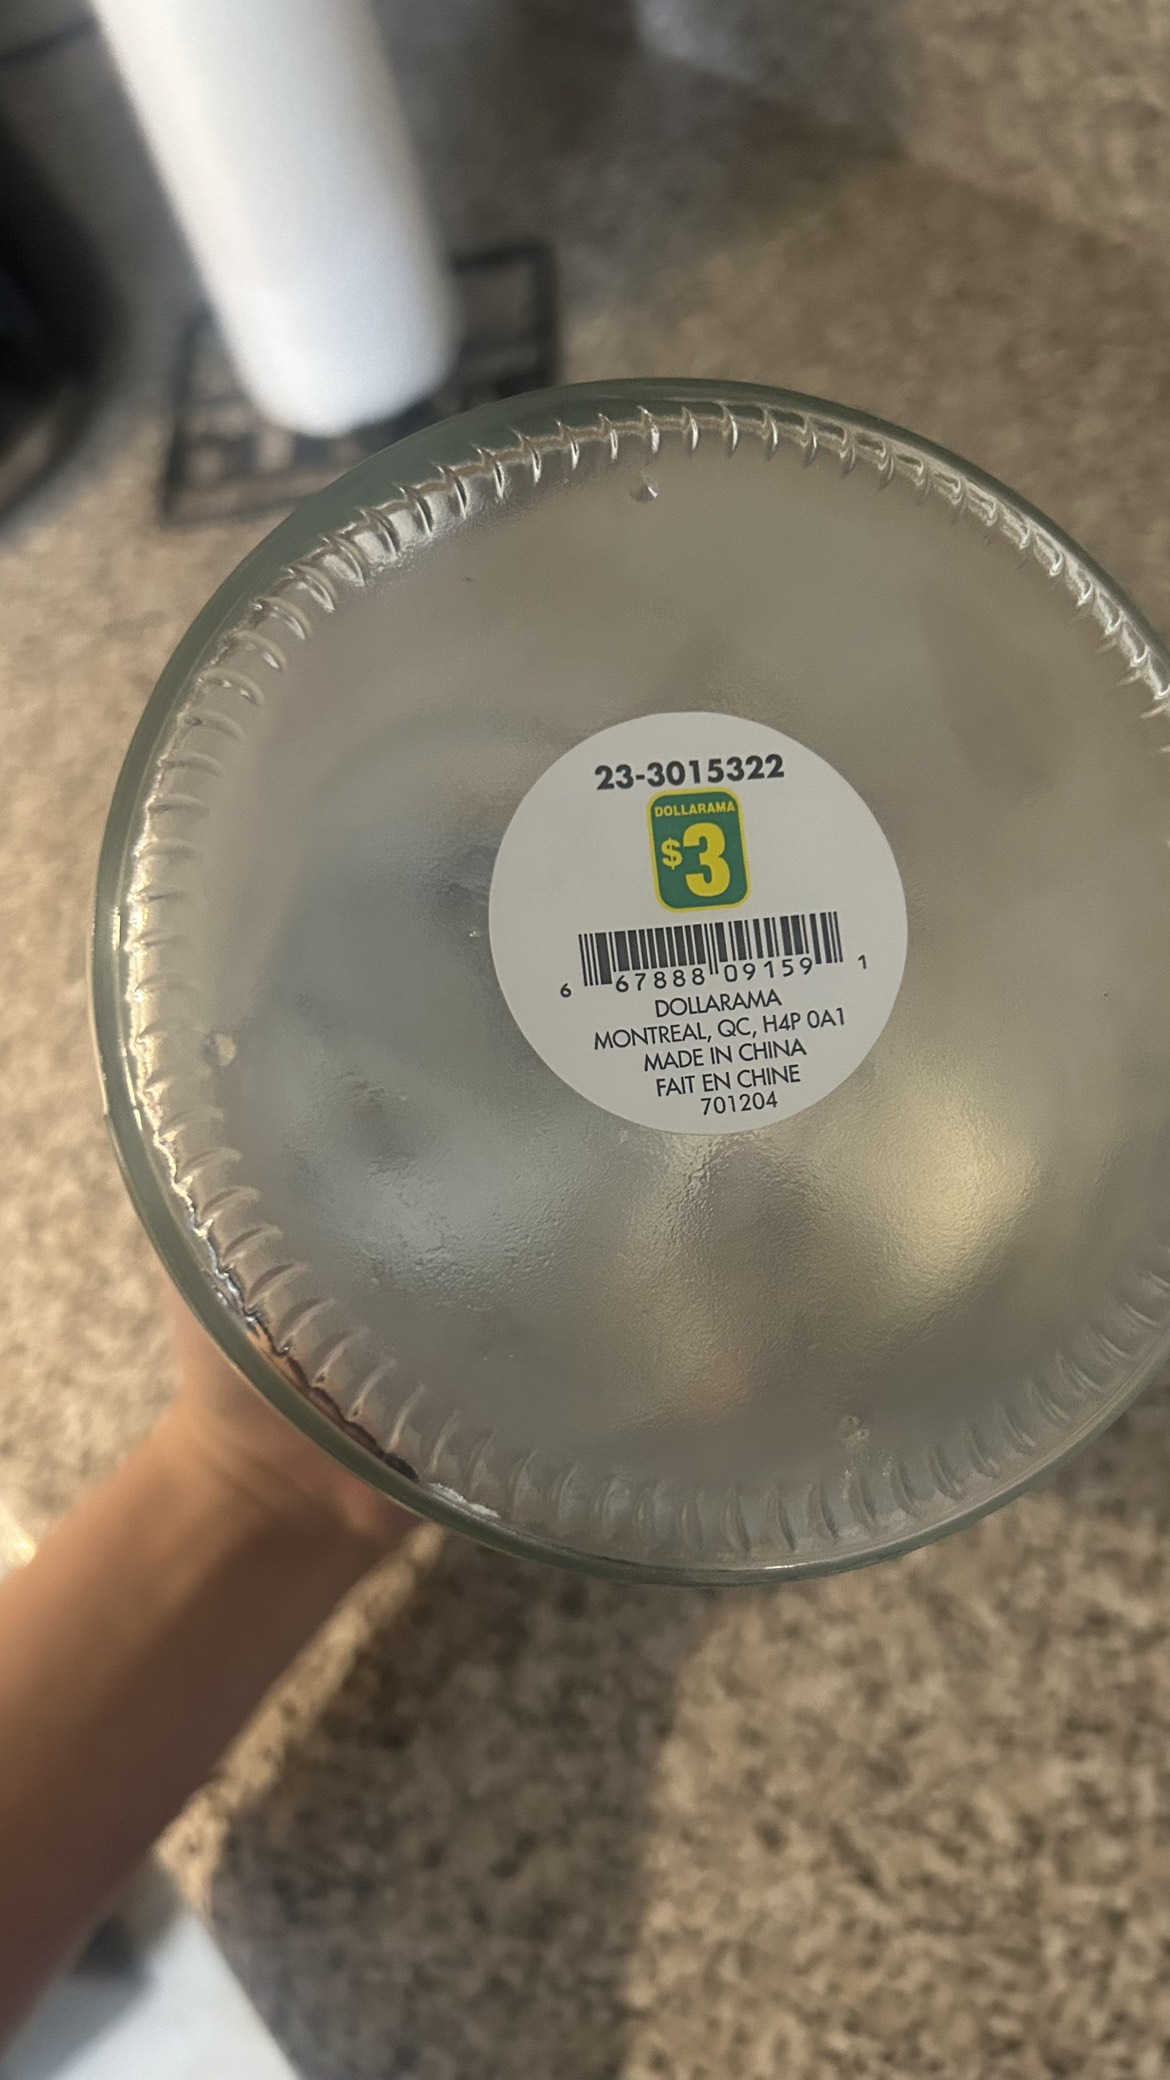 23-3015322
DOLLARAMA
$3
6 67888 09159 1
DOLLARAMA
MONTREAL, QC, H4P 0A1
MADE IN CHINA
FAIT EN CHINE
701204